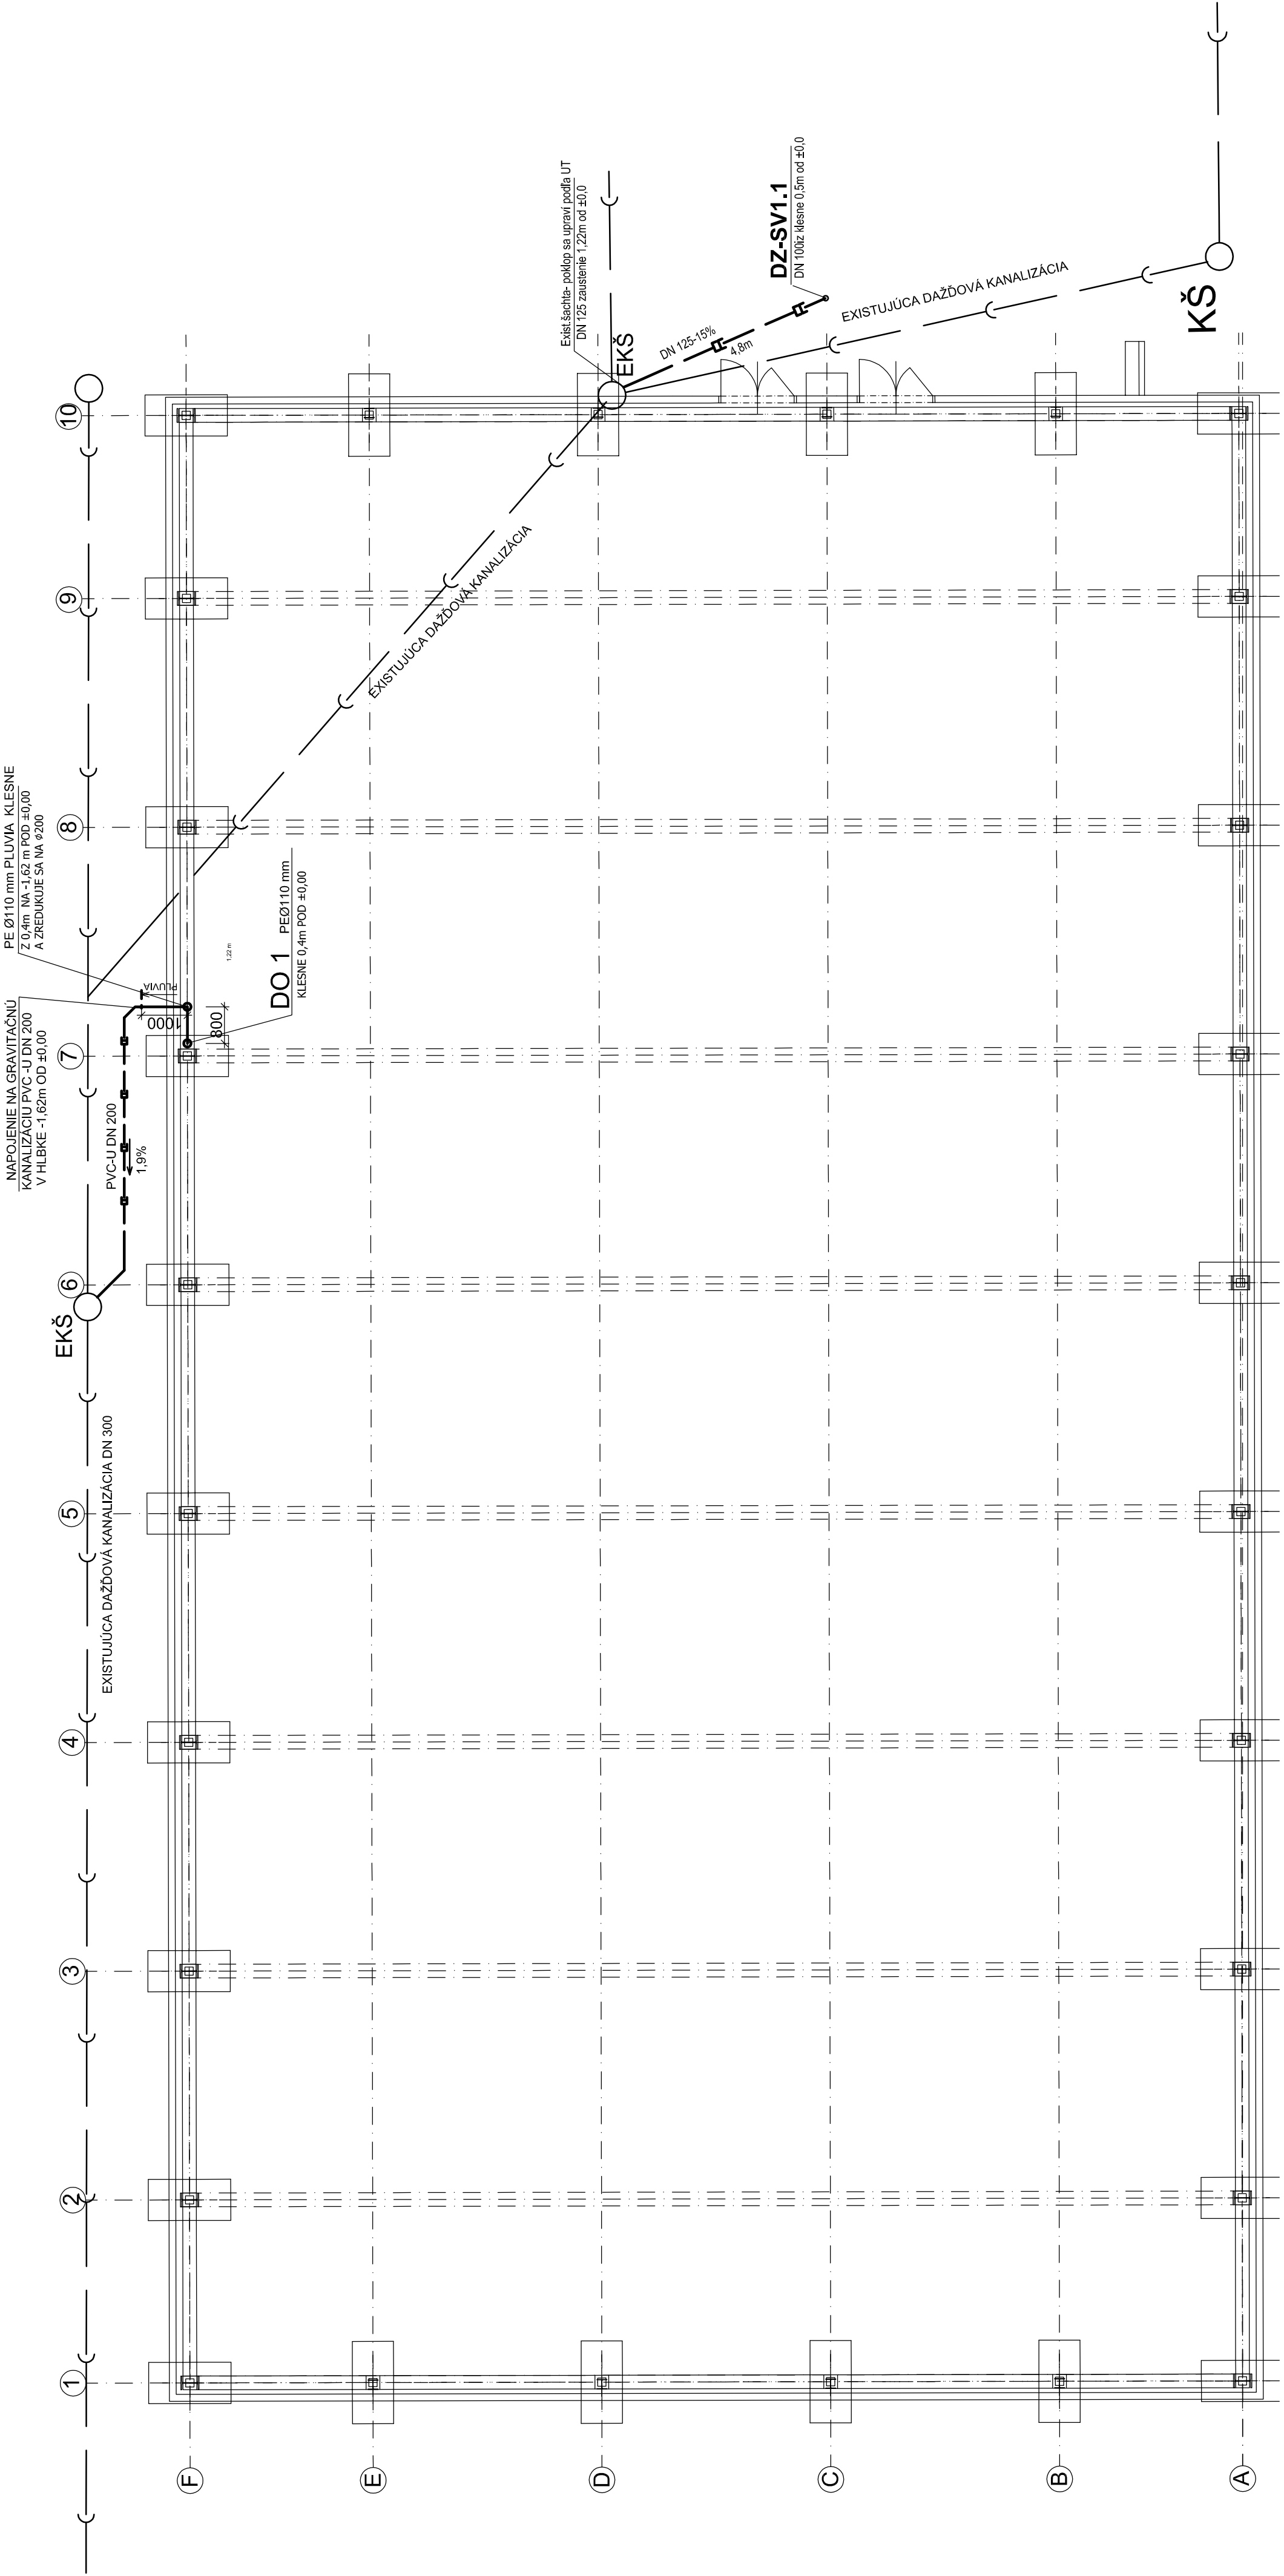 NAPOJENIE NA GRAVITAČNÚ
KANALIZÁCIU PVC -U DN 200
V HLBKE -1,62m OD ±0,00
PE Ø110 mm PLUVIA KLESNE
Z 0,4m NA -1,62 m POD ±0,00
A ZREDUKUJE SA NA ø200
1
2
3
4
5
6
7
8
9
10
EKŠ
EXISTUJÚCA DAŽĎOVÁ KANALIZÁCIA DN 300
PVC-U DN 200
1,9%
1000
PLUVIA
800
1,22 m
DO 1 PEØ110 mm
KLESNE 0,4m POD ±0,00
EXISTUJÚCA DAŽĎOVÁ KANALIZÁCIA
Exist.šachta- poklop sa upraví podľa UT
DN 125 zaustenie 1,22m od ±0,0
EKŠ
DN 125-15%
4,8m
DZ-SV1.1
DN 100iz klesne 0,5m od ±0,0
EXISTUJÚCA DAŽĎOVÁ KANALIZÁCIA
KŠ
F
E
D
C
B
A